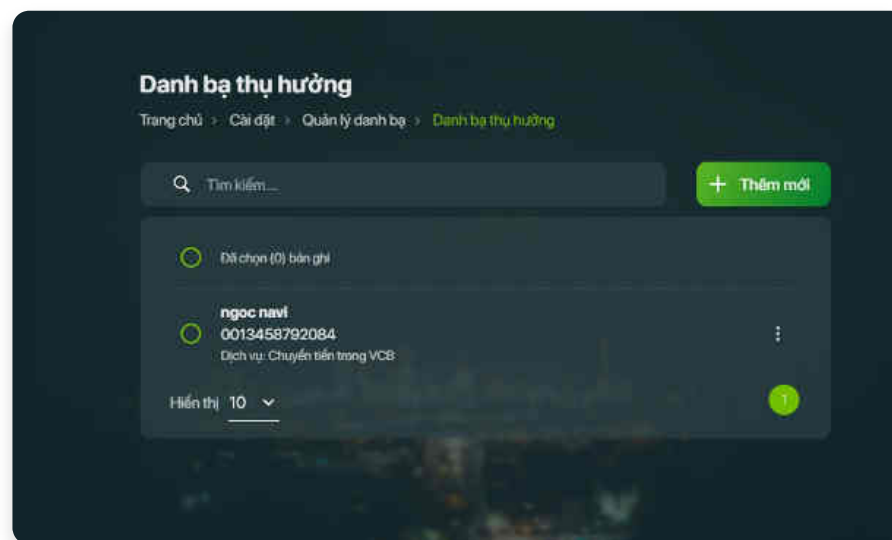 Danh bạ thụ hưởng
Trang chủ > Cài đặt > Quản lý danh bạ > Danh bạ thụ hưởng
Tìm kiếm...
+ Thêm mới
Đã chọn (0) bản ghi
ngoc navi
0013458792084
Dịch vụ: Chuyển tiền trong VCB
Hiển thị 10
1